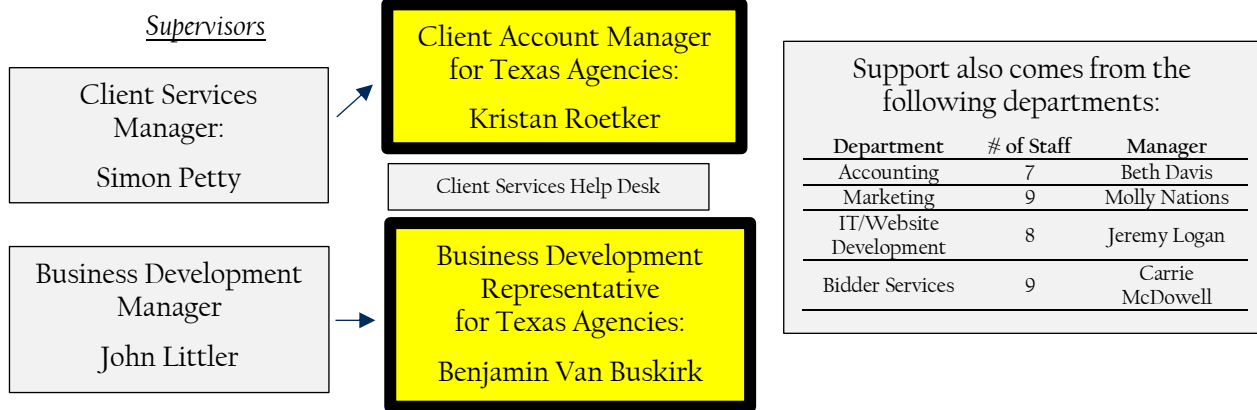 Supervisors
Client Services
Manager:
Simon Petty
Business Development
Manager
John Littler
Client Account Manager
for Texas Agencies:
Kristan Roetker
Client Services Help Desk
Business Development
Representative
for Texas Agencies:
Benjamin Van Buskirk
Support also comes from the
following departments:
Department # of Staff Manager
Accounting 7 Beth Davis
Marketing 9 Molly Nations
IT/Website
Development 8 Jeremy Logan
Bidder Services 9 Carrie
McDowell